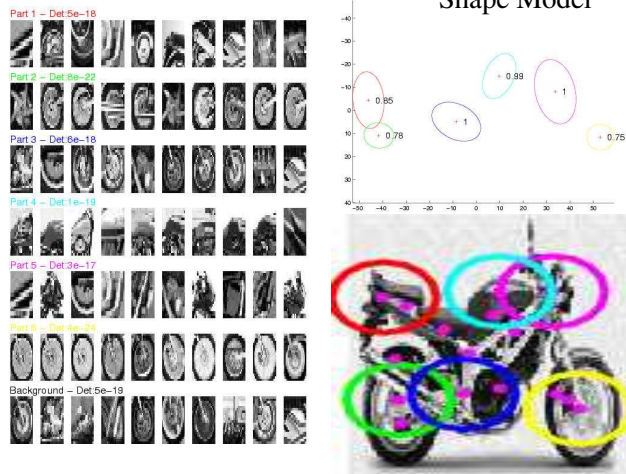 Part 1 – Det:5e-18
Part 2 – Det:8e-22
Part 3 – Det:6e-18
Part 4 – Det:1e-19
Part 5 – Det:3e-17
Part 6 – Det:4e-24
Background – Det:5e-19
Shape Model
-40
-30
-20
-10
0
10
20
30
40
0.99
1
0.85
1
0.78
0.75
-50 -40 -30 -20 -10 0 10 20 30 40 50